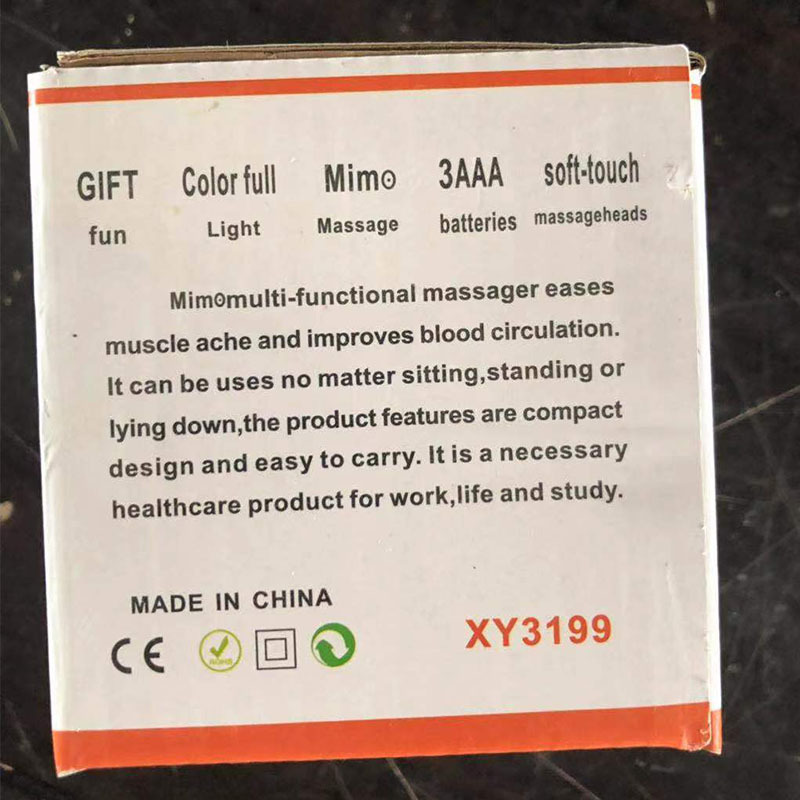 GIFT Color full Mimo 3AAA soft-touch
fun Light Massage batteries massageheads
Mimomulti-functional massager eases
muscle ache and improves blood circulation.
It can be uses no matter sitting,standing or
lying down,the product features are compact
design and easy to carry. It is a necessary
healthcare product for work,life and study.
MADE IN CHINA
CE RoHS
XY3199